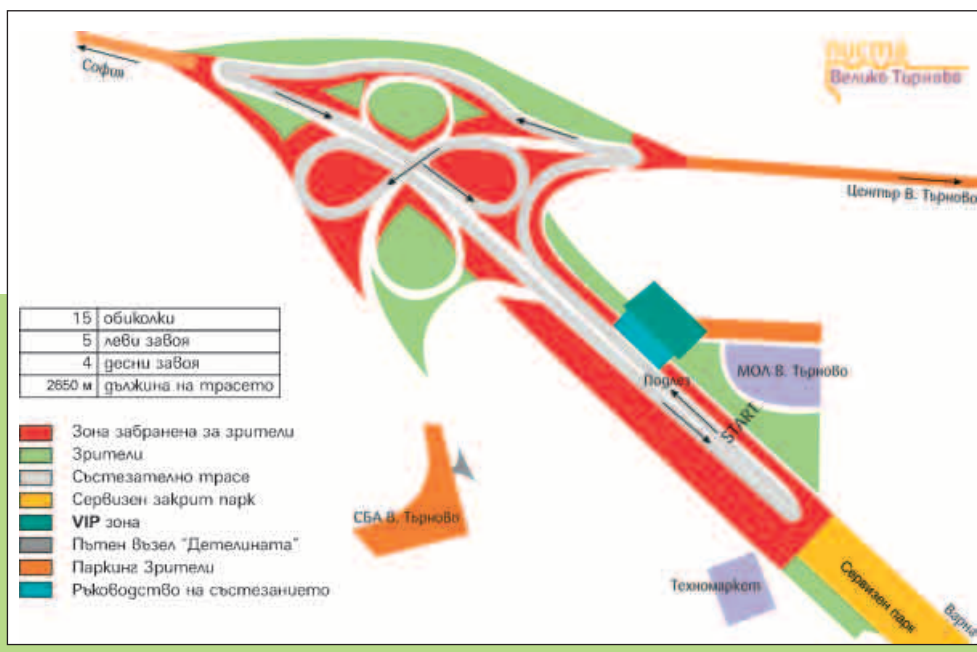 писта
Велико Търново
София
Център В. Търново
15 обиколки
5 леви завоя
4 десни завоя
2650 м дължина на трасето
МОЛ В. Търново
Подлез
START
Зона забранена за зрители
Зрители
Състезателно трасе
Сервизен закрит парк
VIP зона
Пътен възел "Детелината"
Паркинг Зрители
Ръководство на състезанието
СБА В. Търново
Техномаркет
Сервизен парк
Варна